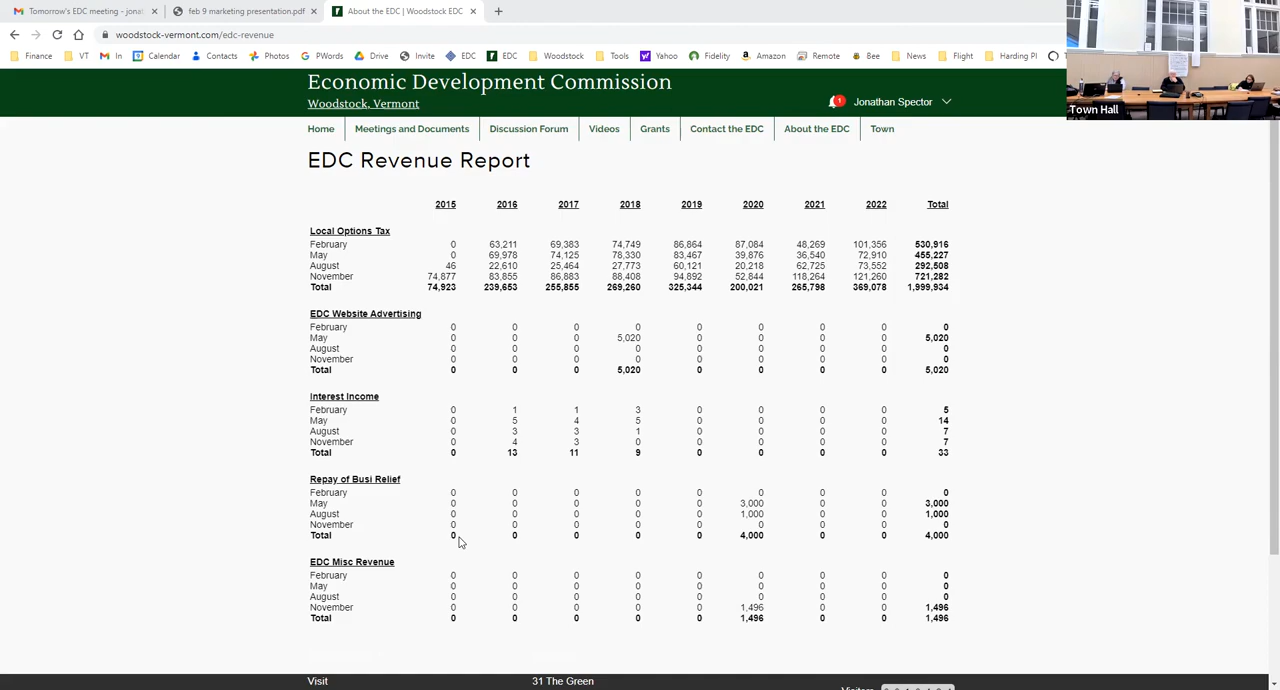 Tomorrow's EDC meeting - jona
feb 9 marketing presentation.pdf
About the EDC | Woodstock EDC
woodstock-vermont.com/edc-revenue
Finance VT In Calendar Contacts Photos PWords Drive Invite EDC EDC Woodstock Tools Yahoo Fidelity Amazon Remote Bee News Flight Harding Pl
Economic Development Commission
Woodstock, Vermont
1 Jonathan Spector
Town Hall
Home Meetings and Documents Discussion Forum Videos Grants Contact the EDC About the EDC Town
EDC Revenue Report
2015 2016 2017 2018 2019 2020 2021 2022 Total
Local Options Tax
February 0 63,211 69,383 74,749 86,864 87,084 48,269 101,356 530,916
May 0 69,978 74,125 78,330 83,467 39,876 36,540 72,910 455,227
August 46 22,610 25,464 27,773 60,121 20,218 62,725 73,552 292,508
November 74,877 83,855 86,883 88,408 94,892 52,844 118,264 121,260 721,282
Total 74,923 239,653 255,855 269,260 325,344 200,021 265,798 369,078 1,999,934
EDC Website Advertising
February 0 0 0 0 0 0 0 0 0
May 0 0 0 5,020 0 0 0 0 5,020
August 0 0 0 0 0 0 0 0 0
November 0 0 0 0 0 0 0 0 0
Total 0 0 0 5,020 0 0 0 0 5,020
Interest Income
February 0 1 1 3 0 0 0 0 5
May 0 5 4 5 0 0 0 0 14
August 0 3 3 1 0 0 0 0 7
November 0 4 3 0 0 0 0 0 7
Total 0 13 11 9 0 0 0 0 33
Repay of Busi Relief
February 0 0 0 0 0 0 0 0 0
May 0 0 0 0 0 3,000 0 0 3,000
August 0 0 0 0 0 1,000 0 0 1,000
November 0 0 0 0 0 0 0 0 0
Total 0 0 0 0 0 4,000 0 0 4,000
EDC Misc Revenue
February 0 0 0 0 0 0 0 0 0
May 0 0 0 0 0 0 0 0 0
August 0 0 0 0 0 0 0 0 0
November 0 0 0 0 0 1,496 0 0 1,496
Total 0 0 0 0 0 1,496 0 0 1,496
Visit 31 The Green
Visitors